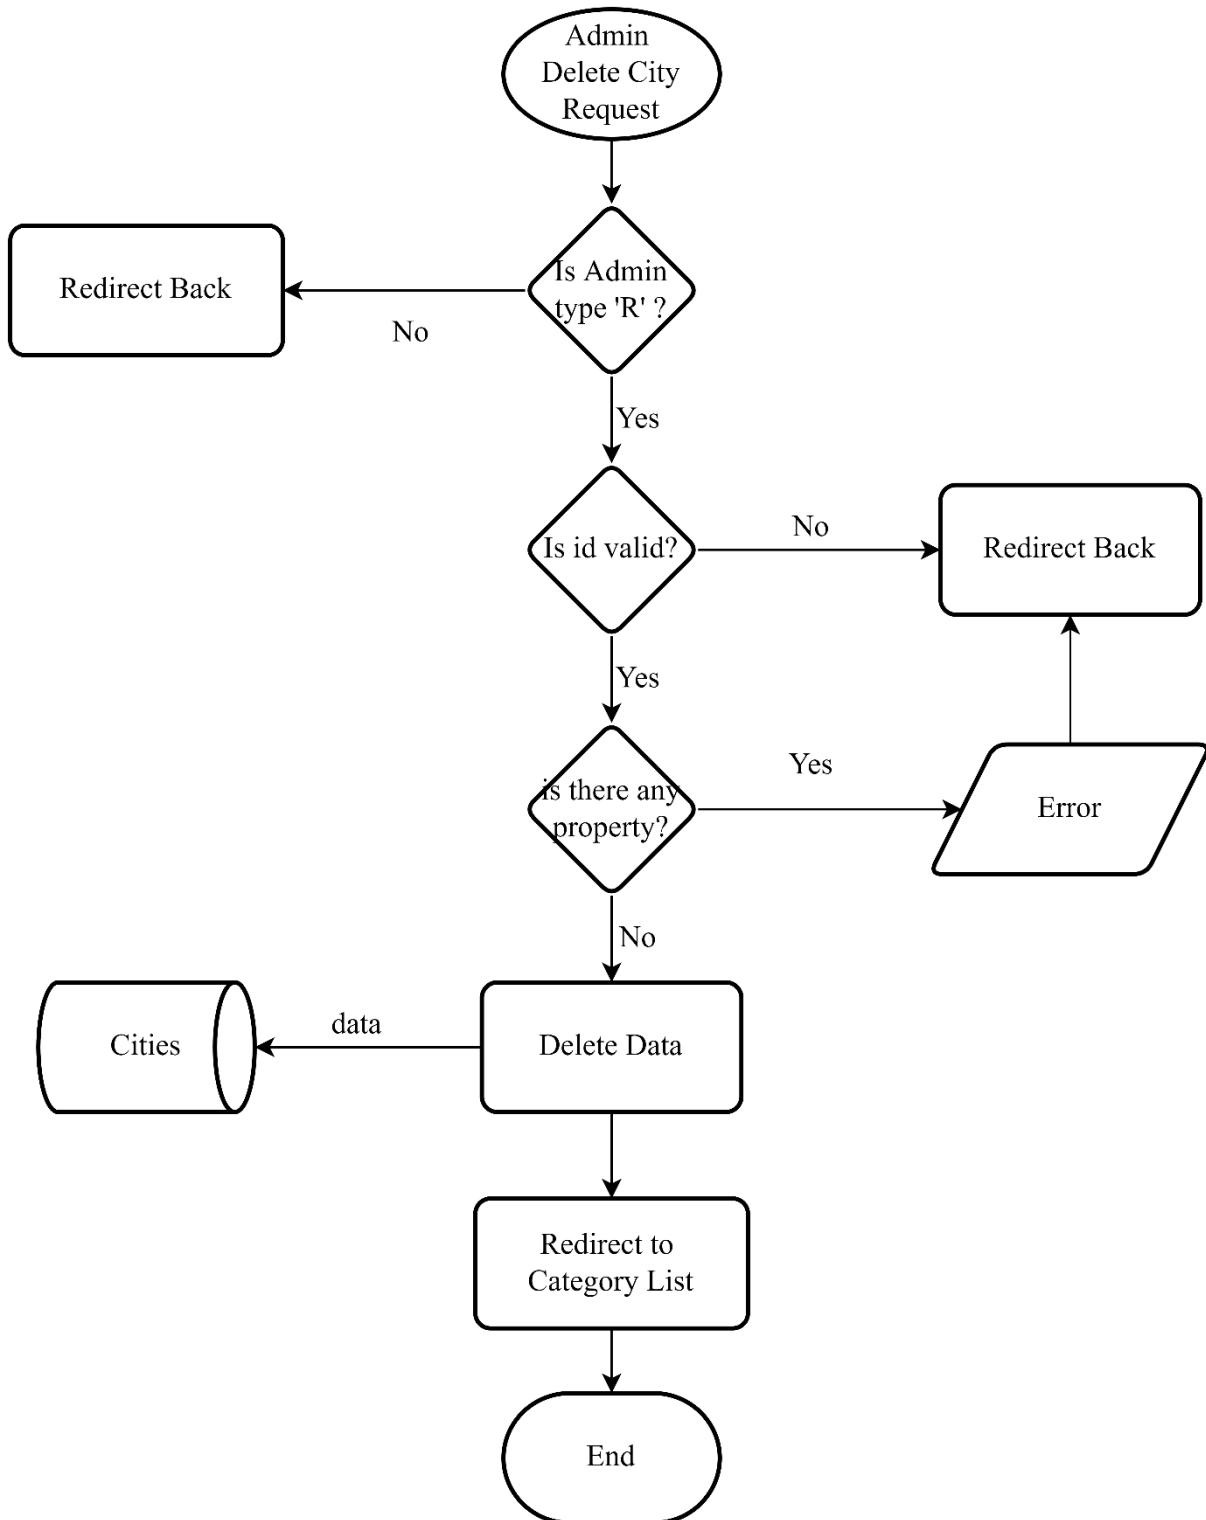 Admin
Delete City
Request
Is Admin
type 'R' ?
Redirect Back
No
Yes
Is id valid?
No
Redirect Back
Yes
is there any
property?
Yes
Error
No
Cities
data
Delete Data
Redirect to
Category List
End